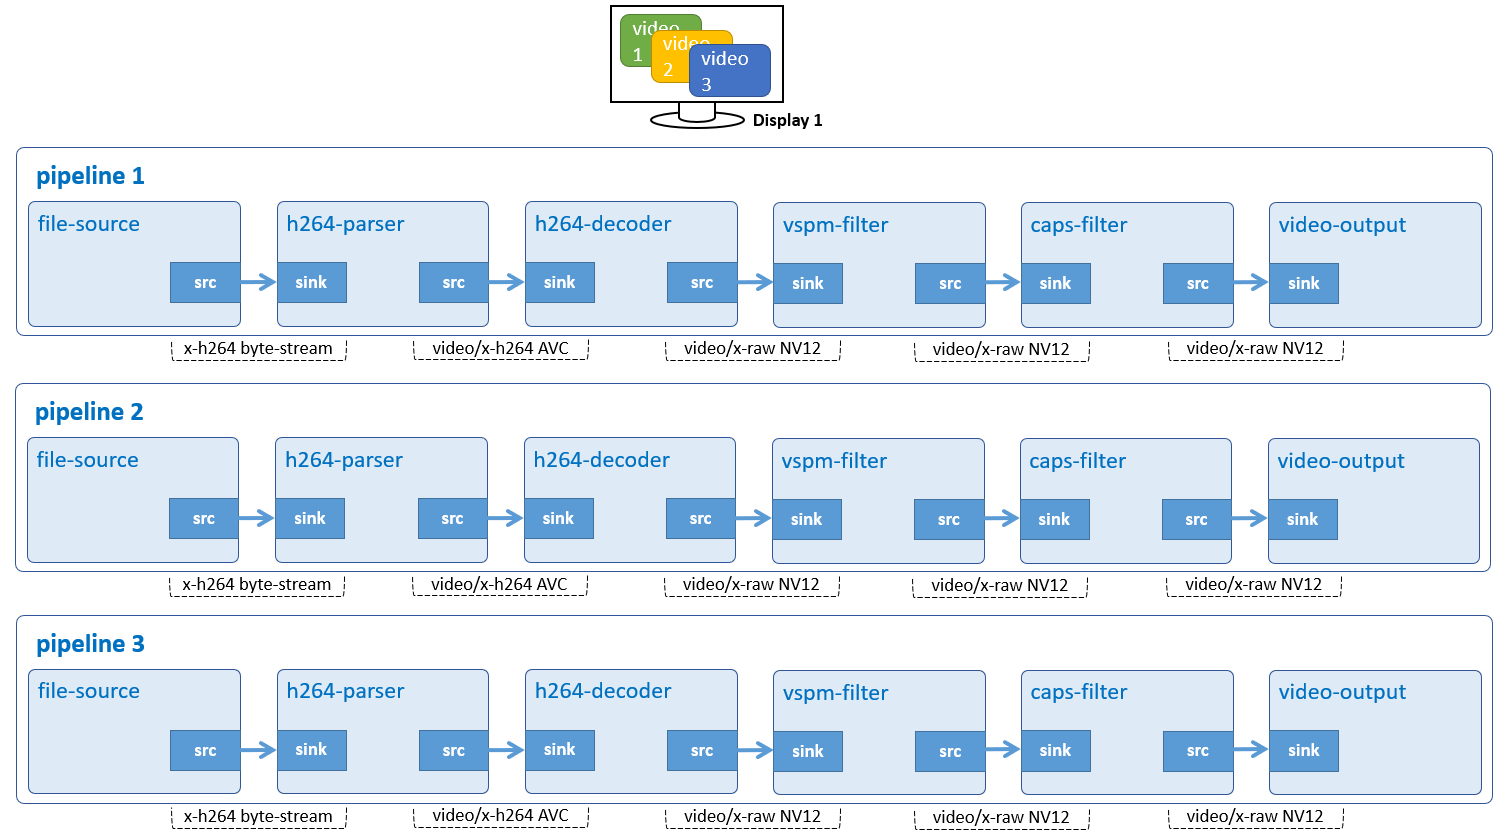 video
1
video
2
video
3
Display 1
pipeline 1
file-source h264-parser h264-decoder vspm-filter caps-filter video-output
src sink src sink src sink src sink src sink
x-h264 byte-stream video/x-h264 AVC video/x-raw NV12 video/x-raw NV12 video/x-raw NV12
pipeline 2
file-source h264-parser h264-decoder vspm-filter caps-filter video-output
src sink src sink src sink src sink src sink
x-h264 byte-stream video/x-h264 AVC video/x-raw NV12 video/x-raw NV12 video/x-raw NV12
pipeline 3
file-source h264-parser h264-decoder vspm-filter caps-filter video-output
src sink src sink src sink src sink src sink
x-h264 byte-stream video/x-h264 AVC video/x-raw NV12 video/x-raw NV12 video/x-raw NV12